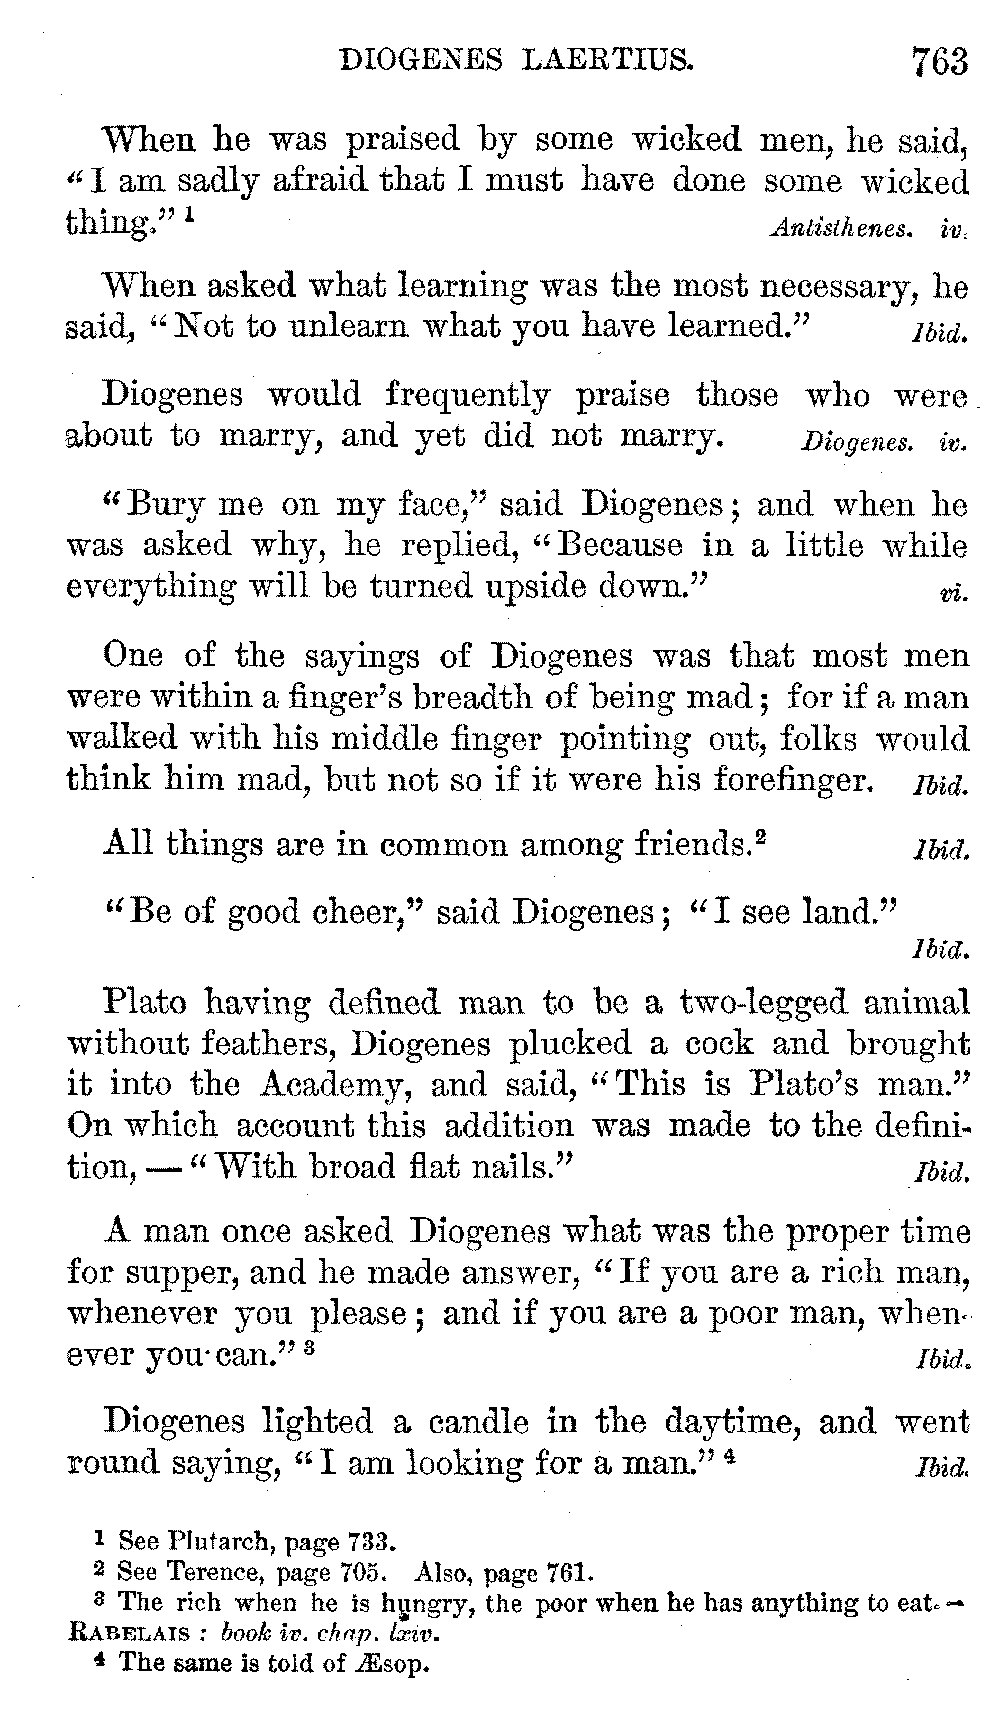 DIOGENES LAERTIUS. 763
When he was praised by some wicked men, he said,
“I am sadly afraid that I must have done some wicked
thing.” 1 Antisthenes. iv.
When asked what learning was the most necessary, he
said, “Not to unlearn what you have learned.” Ibid.
Diogenes would frequently praise those who were
about to marry, and yet did not marry. Diogenes. iv.
“Bury me on my face,” said Diogenes; and when he
was asked why, he replied, “Because in a little while
everything will be turned upside down.” vi.
One of the sayings of Diogenes was that most men
were within a finger’s breadth of being mad; for if a man
walked with his middle finger pointing out, folks would
think him mad, but not so if it were his forefinger. Ibid.
All things are in common among friends.2 Ibid.
“Be of good cheer,” said Diogenes; “I see land.”
Ibid.
Plato having defined man to be a two-legged animal
without feathers, Diogenes plucked a cock and brought
it into the Academy, and said, “This is Plato’s man.”
On which account this addition was made to the defini-
tion, — “With broad flat nails.” Ibid.
A man once asked Diogenes what was the proper time
for supper, and he made answer, “If you are a rich man,
whenever you please; and if you are a poor man, when-
ever you can.” 3 Ibid.
Diogenes lighted a candle in the daytime, and went
round saying, “I am looking for a man.” 4 Ibid.
1 See Plutarch, page 733.
2 See Terence, page 705. Also, page 761.
3 The rich when he is hungry, the poor when he has anything to eat. —
RABELAIS : book iv. chap. lxiv.
4 The same is told of Æsop.